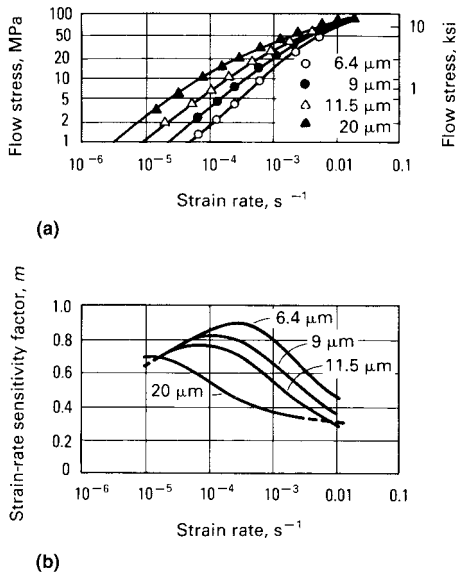 Flow stress, MPa
100
50
20
10
5
2
1
10
1
Flow stress, ksi
6.4 μm
9 μm
11.5 μm
20 μm
10⁻⁶ 10⁻⁵ 10⁻⁴ 10⁻³ 0.01 0.1
Strain rate, s⁻¹
(a)
Strain-rate sensitivity factor, m
1.0
0.8
0.6
0.4
0.2
0
6.4 μm
9 μm
11.5 μm
20 μm
10⁻⁶ 10⁻⁵ 10⁻⁴ 10⁻³ 0.01 0.1
Strain rate, s⁻¹
(b)